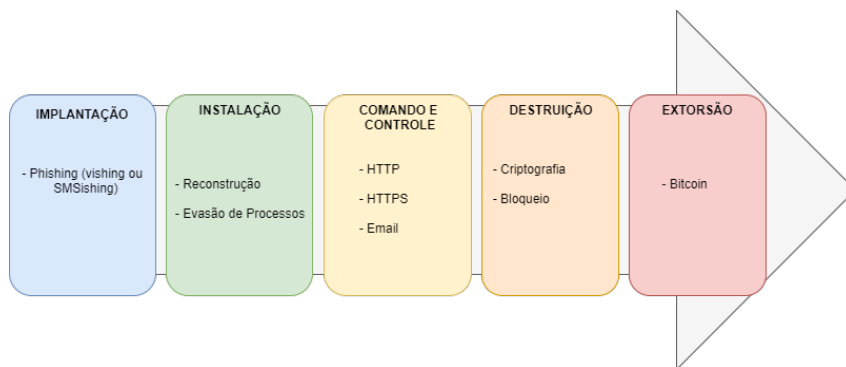 IMPLANTAÇÃO
- Phishing (vishing ou
SMSishing)
INSTALAÇÃO
- Reconstrução
- Evasão de Processos
COMANDO E
CONTROLE
- HTTP
- HTTPS
- Email
DESTRUIÇÃO
- Criptografia
- Bloqueio
EXTORSÃO
- Bitcoin